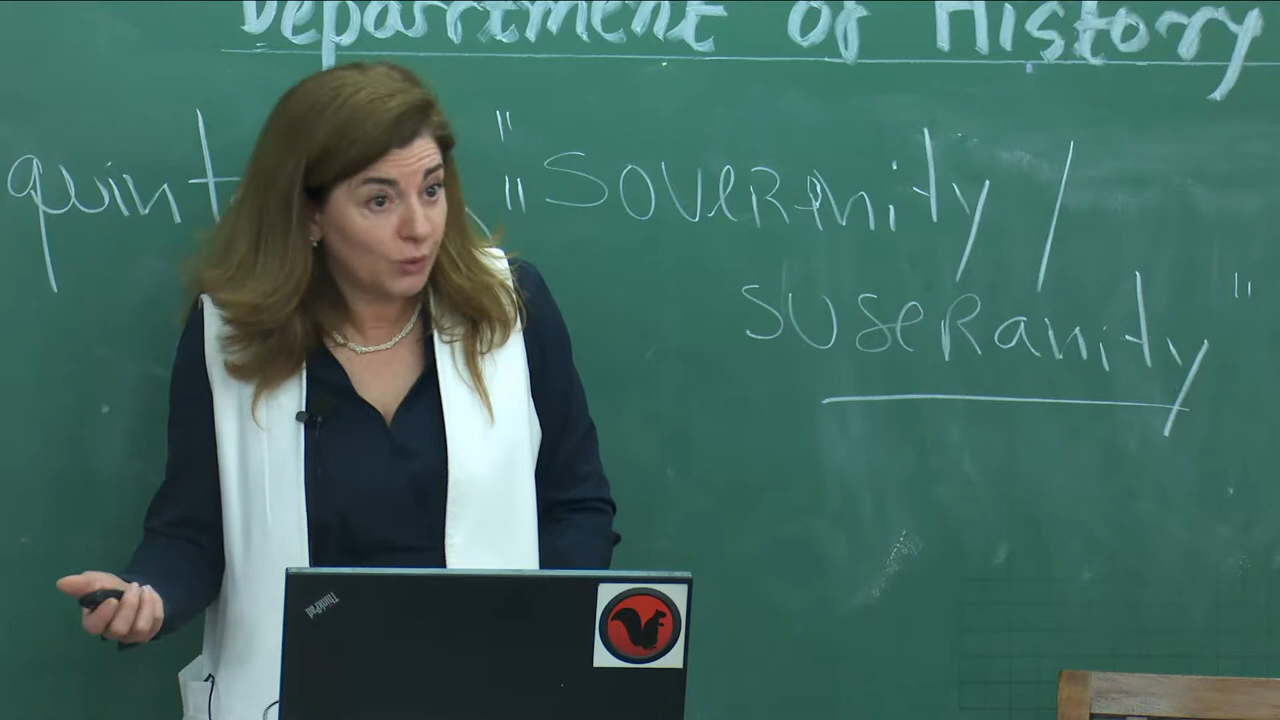 Department of History
quint "Soveranity /
suseranity"
ThinkPad